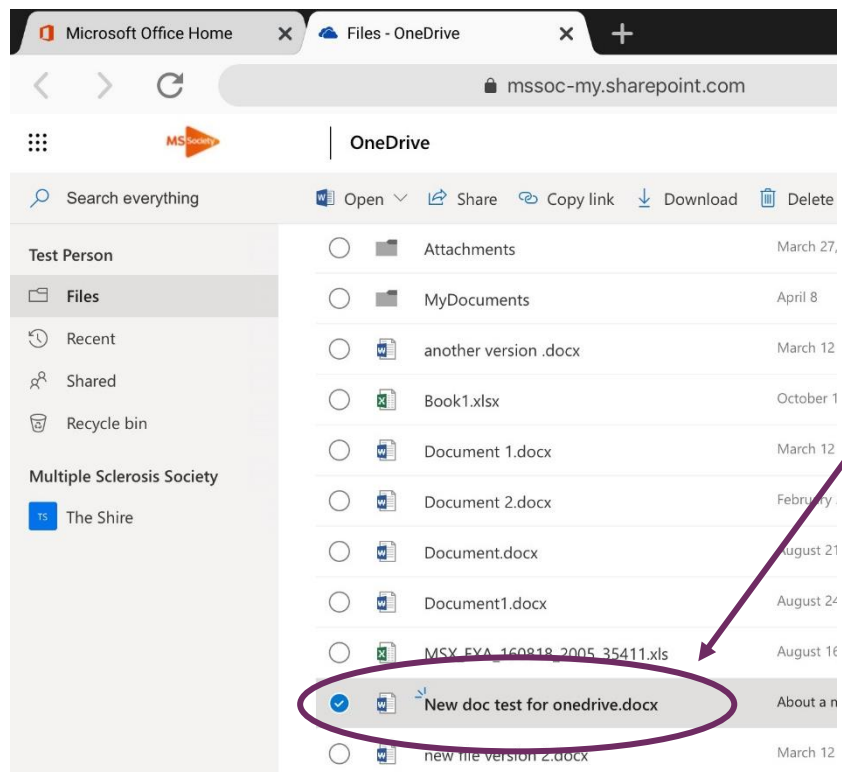 Microsoft Office Home
Files - OneDrive
mssoc-my.sharepoint.com
MS Society
OneDrive
Search everything
Open Share Copy link Download Delete
Test Person
Files
Recent
Shared
Recycle bin
Multiple Sclerosis Society
TS The Shire
Attachments March 27,
MyDocuments April 8
another version .docx March 12
Book1.xlsx October 1
Document 1.docx March 12
Document 2.docx February
Document.docx August 21
Document1.docx August 24
MSX_EXA_160818_2005_35411.xls August 16
New doc test for onedrive.docx About a m
new file version 2.docx March 12